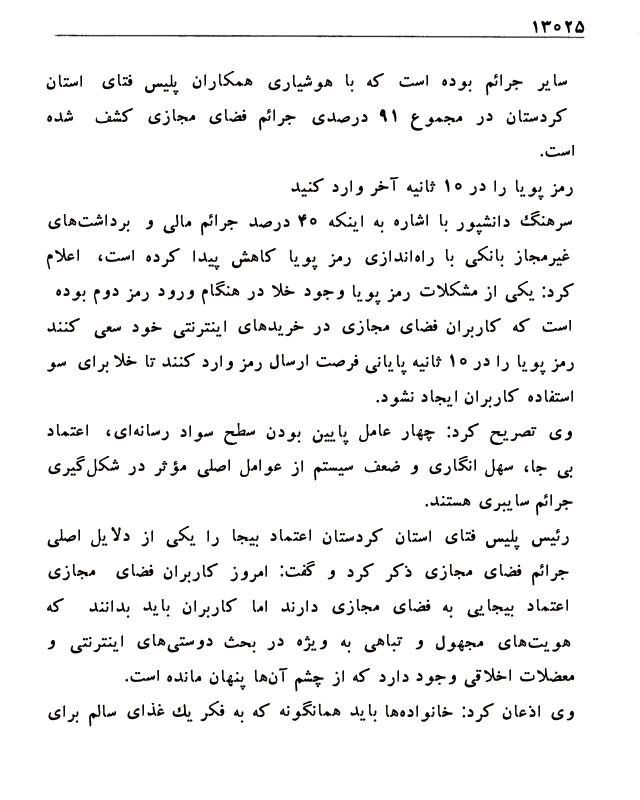 ۱۳۰۲۵
سایر جرائم بوده است که با هوشیاری همکاران پلیس فتای استان
کردستان در مجموع ۹۱ درصدی جرائم فضای مجازی کشف شده
است.
رمز پویا را در ۱۰ ثانیه آخر وارد کنید
سرهنگ دانشپور با اشاره به اینکه ۴۰ درصد جرائم مالی و برداشت‌های
غیرمجاز بانکی با راه‌اندازی رمز پویا کاهش پیدا کرده است، اعلام
کرد: یکی از مشکلات رمز پویا وجود خلا در هنگام ورود رمز دوم بوده
است که کاربران فضای مجازی در خریدهای اینترنتی خود سعی کنند
رمز پویا را در ۱۰ ثانیه پایانی فرصت ارسال رمز وارد کنند تا خلا برای سو
استفاده کاربران ایجاد نشود.
وی تصریح کرد: چهار عامل پایین بودن سطح سواد رسانه‌ای، اعتماد
بی جا، سهل انگاری و ضعف سیستم از عوامل اصلی مؤثر در شکل‌گیری
جرائم سایبری هستند.
رئیس پلیس فتای استان کردستان اعتماد بیجا را یکی از دلایل اصلی
جرائم فضای مجازی ذکر کرد و گفت: امروز کاربران فضای مجازی
اعتماد بیجایی به فضای مجازی دارند اما کاربران باید بدانند که
هویت‌های مجهول و تباهی به ویژه در بحث دوستی‌های اینترنتی و
معضلات اخلاقی وجود دارد که از چشم آن‌ها پنهان مانده است.
وی اذعان کرد: خانواده‌ها باید همانگونه که به فکر یك غذای سالم برای